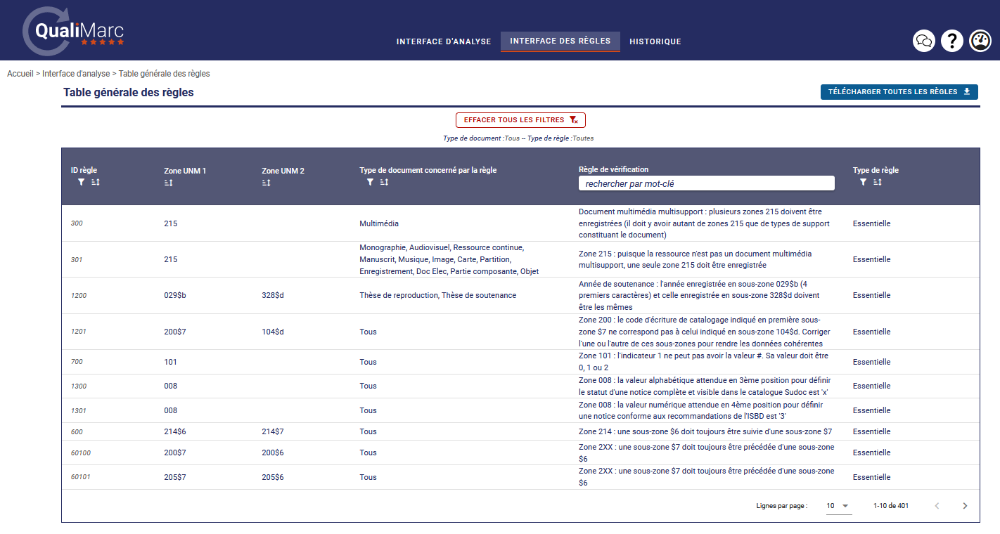 QualiMarc
INTERFACE D'ANALYSE
INTERFACE DES RÈGLES
HISTORIQUE
?
Accueil > Interface d'analyse > Table générale des règles
Table générale des règles
TÉLÉCHARGER TOUTES LES RÈGLES
EFFACER TOUS LES FILTRES
Type de document :Tous -- Type de règle :Toutes
ID règle
Zone UNM 1
Zone UNM 2
Type de document concerné par la règle
Règle de vérification
Type de règle
rechercher par mot-clé
300
215
Multimédia
Document multimédia multisupport : plusieurs zones 215 doivent être
enregistrées (il doit y avoir autant de zones 215 que de types de support
constituant le document)
Essentielle
301
215
Monographie, Audiovisuel, Ressource continue,
Manuscrit, Musique, Image, Carte, Partition,
Enregistrement, Doc Elec, Partie composante, Objet
Zone 215 : puisque la ressource n'est pas un document multimédia
multisupport, une seule zone 215 doit être enregistrée
Essentielle
1200
029$b
328$d
Thèse de reproduction, Thèse de soutenance
Année de soutenance : l'année enregistrée en sous-zone 029$b (4
premiers caractères) et celle enregistrée en sous-zone 328$d doivent
être les mêmes
Essentielle
1201
200$7
104$d
Tous
Zone 200 : le code d'écriture de catalogage indiqué en première sous-
zone $7 ne correspond pas à celui indiqué en sous-zone 104$d. Corriger
l'une ou l'autre de ces sous-zones pour rendre les données cohérentes
Essentielle
700
101
Tous
Zone 101 : l'indicateur 1 ne peut pas avoir la valeur #. Sa valeur doit être
0, 1 ou 2
Essentielle
1300
008
Tous
Zone 008 : la valeur alphabétique attendue en 3ème position pour définir
le statut d'une notice complète et visible dans le catalogue Sudoc est 'x'
Essentielle
1301
008
Tous
Zone 008 : la valeur numérique attendue en 4ème position pour définir
une notice conforme aux recommandations de l'ISBD est '3'
Essentielle
600
214$6
214$7
Tous
Zone 214 : une sous-zone $6 doit toujours être suivie d'une sous-zone $7
Essentielle
60100
200$7
200$6
Tous
Zone 2XX : une sous-zone $7 doit toujours être précédée d'une sous-zone
$6
Essentielle
60101
205$7
205$6
Tous
Zone 2XX : une sous-zone $7 doit toujours être précédée d'une sous-zone
$6
Essentielle
Lignes par page :
10
1-10 de 401